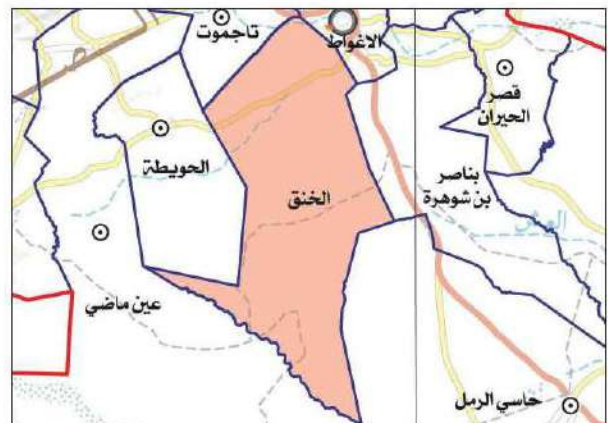 تاجموت
الاغواط
قصر
الحيران
الحويطة
الخنق
بناصر
بن شوهرة
عين ماضي
حاسي الرمل